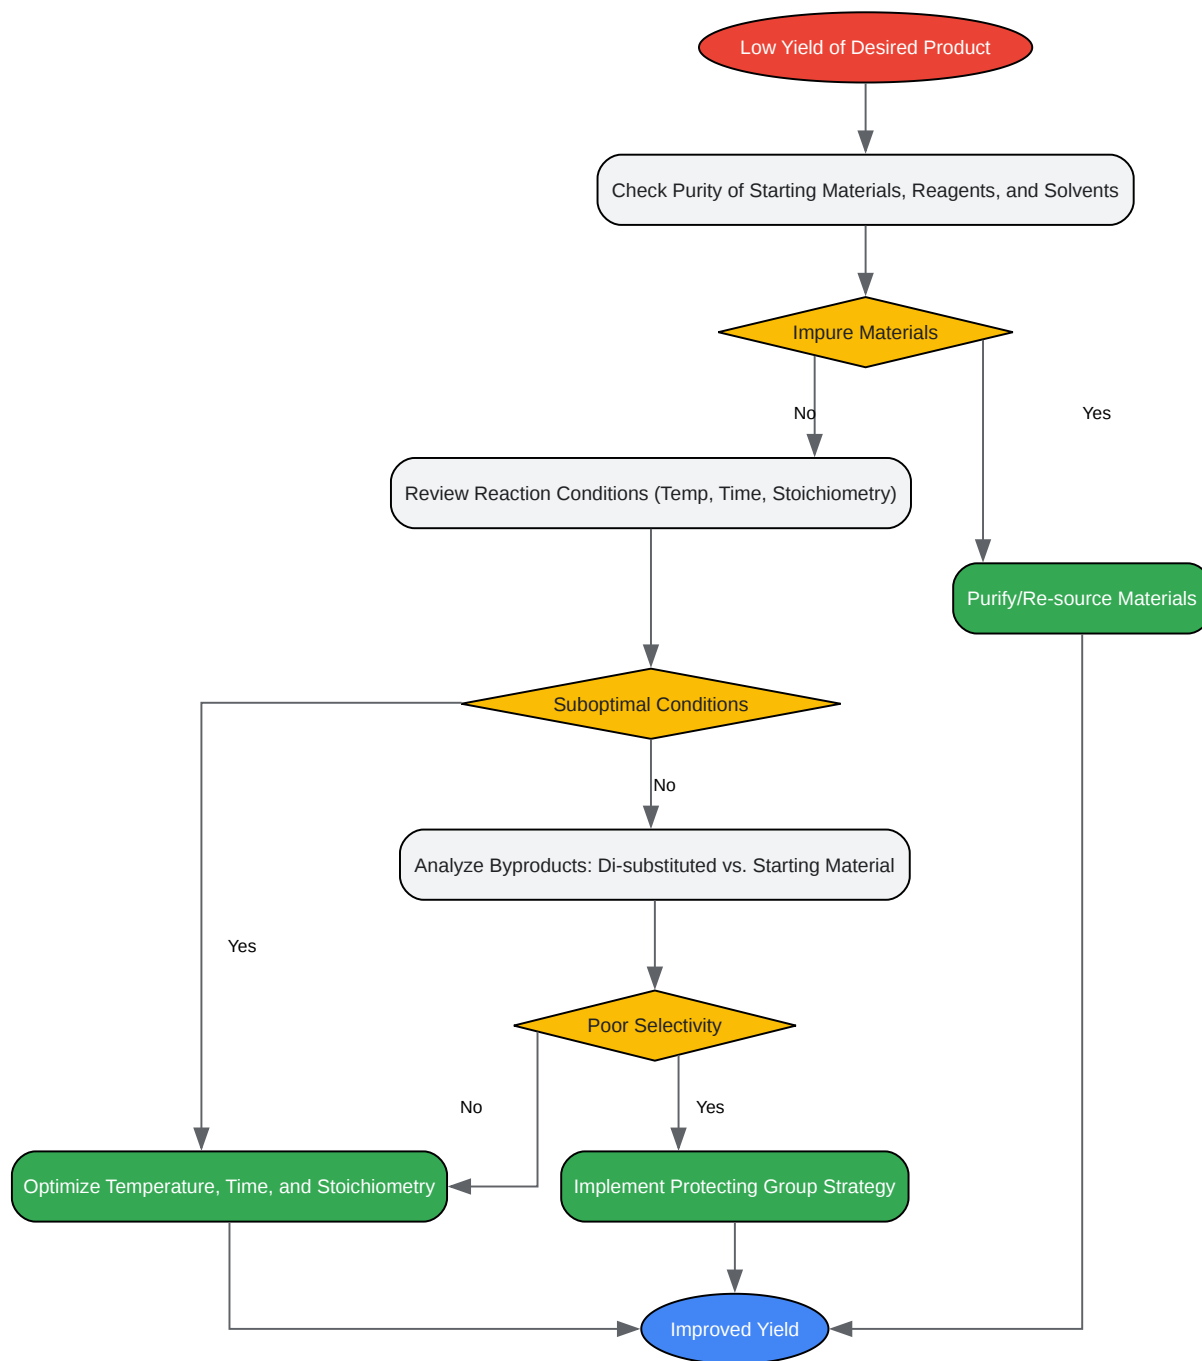 Low Yield of Desired Product
Check Purity of Starting Materials, Reagents, and Solvents
Impure Materials
No
Yes
Review Reaction Conditions (Temp, Time, Stoichiometry)
Purify/Re-source Materials
Suboptimal Conditions
No
Analyze Byproducts: Di-substituted vs. Starting Material
Yes
Poor Selectivity
No
Yes
Optimize Temperature, Time, and Stoichiometry
Implement Protecting Group Strategy
Improved Yield